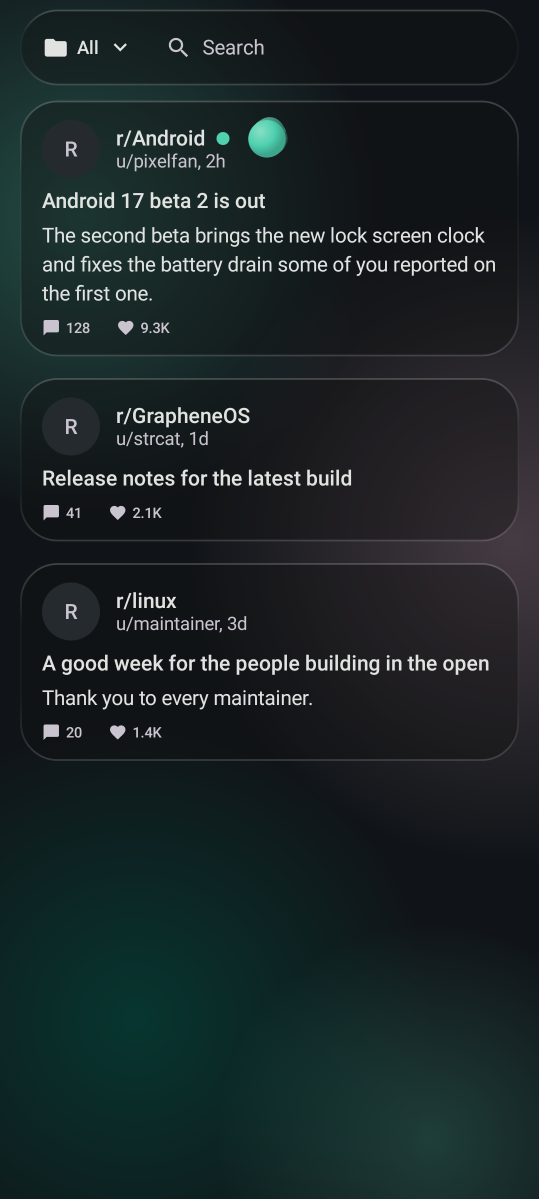 All
Search
R
r/Android
u/pixelfan, 2h
Android 17 beta 2 is out
The second beta brings the new lock screen clock
and fixes the battery drain some of you reported on
the first one.
128 9.3K
R
r/GrapheneOS
u/strcat, 1d
Release notes for the latest build
41 2.1K
R
r/linux
u/maintainer, 3d
A good week for the people building in the open
Thank you to every maintainer.
20 1.4K